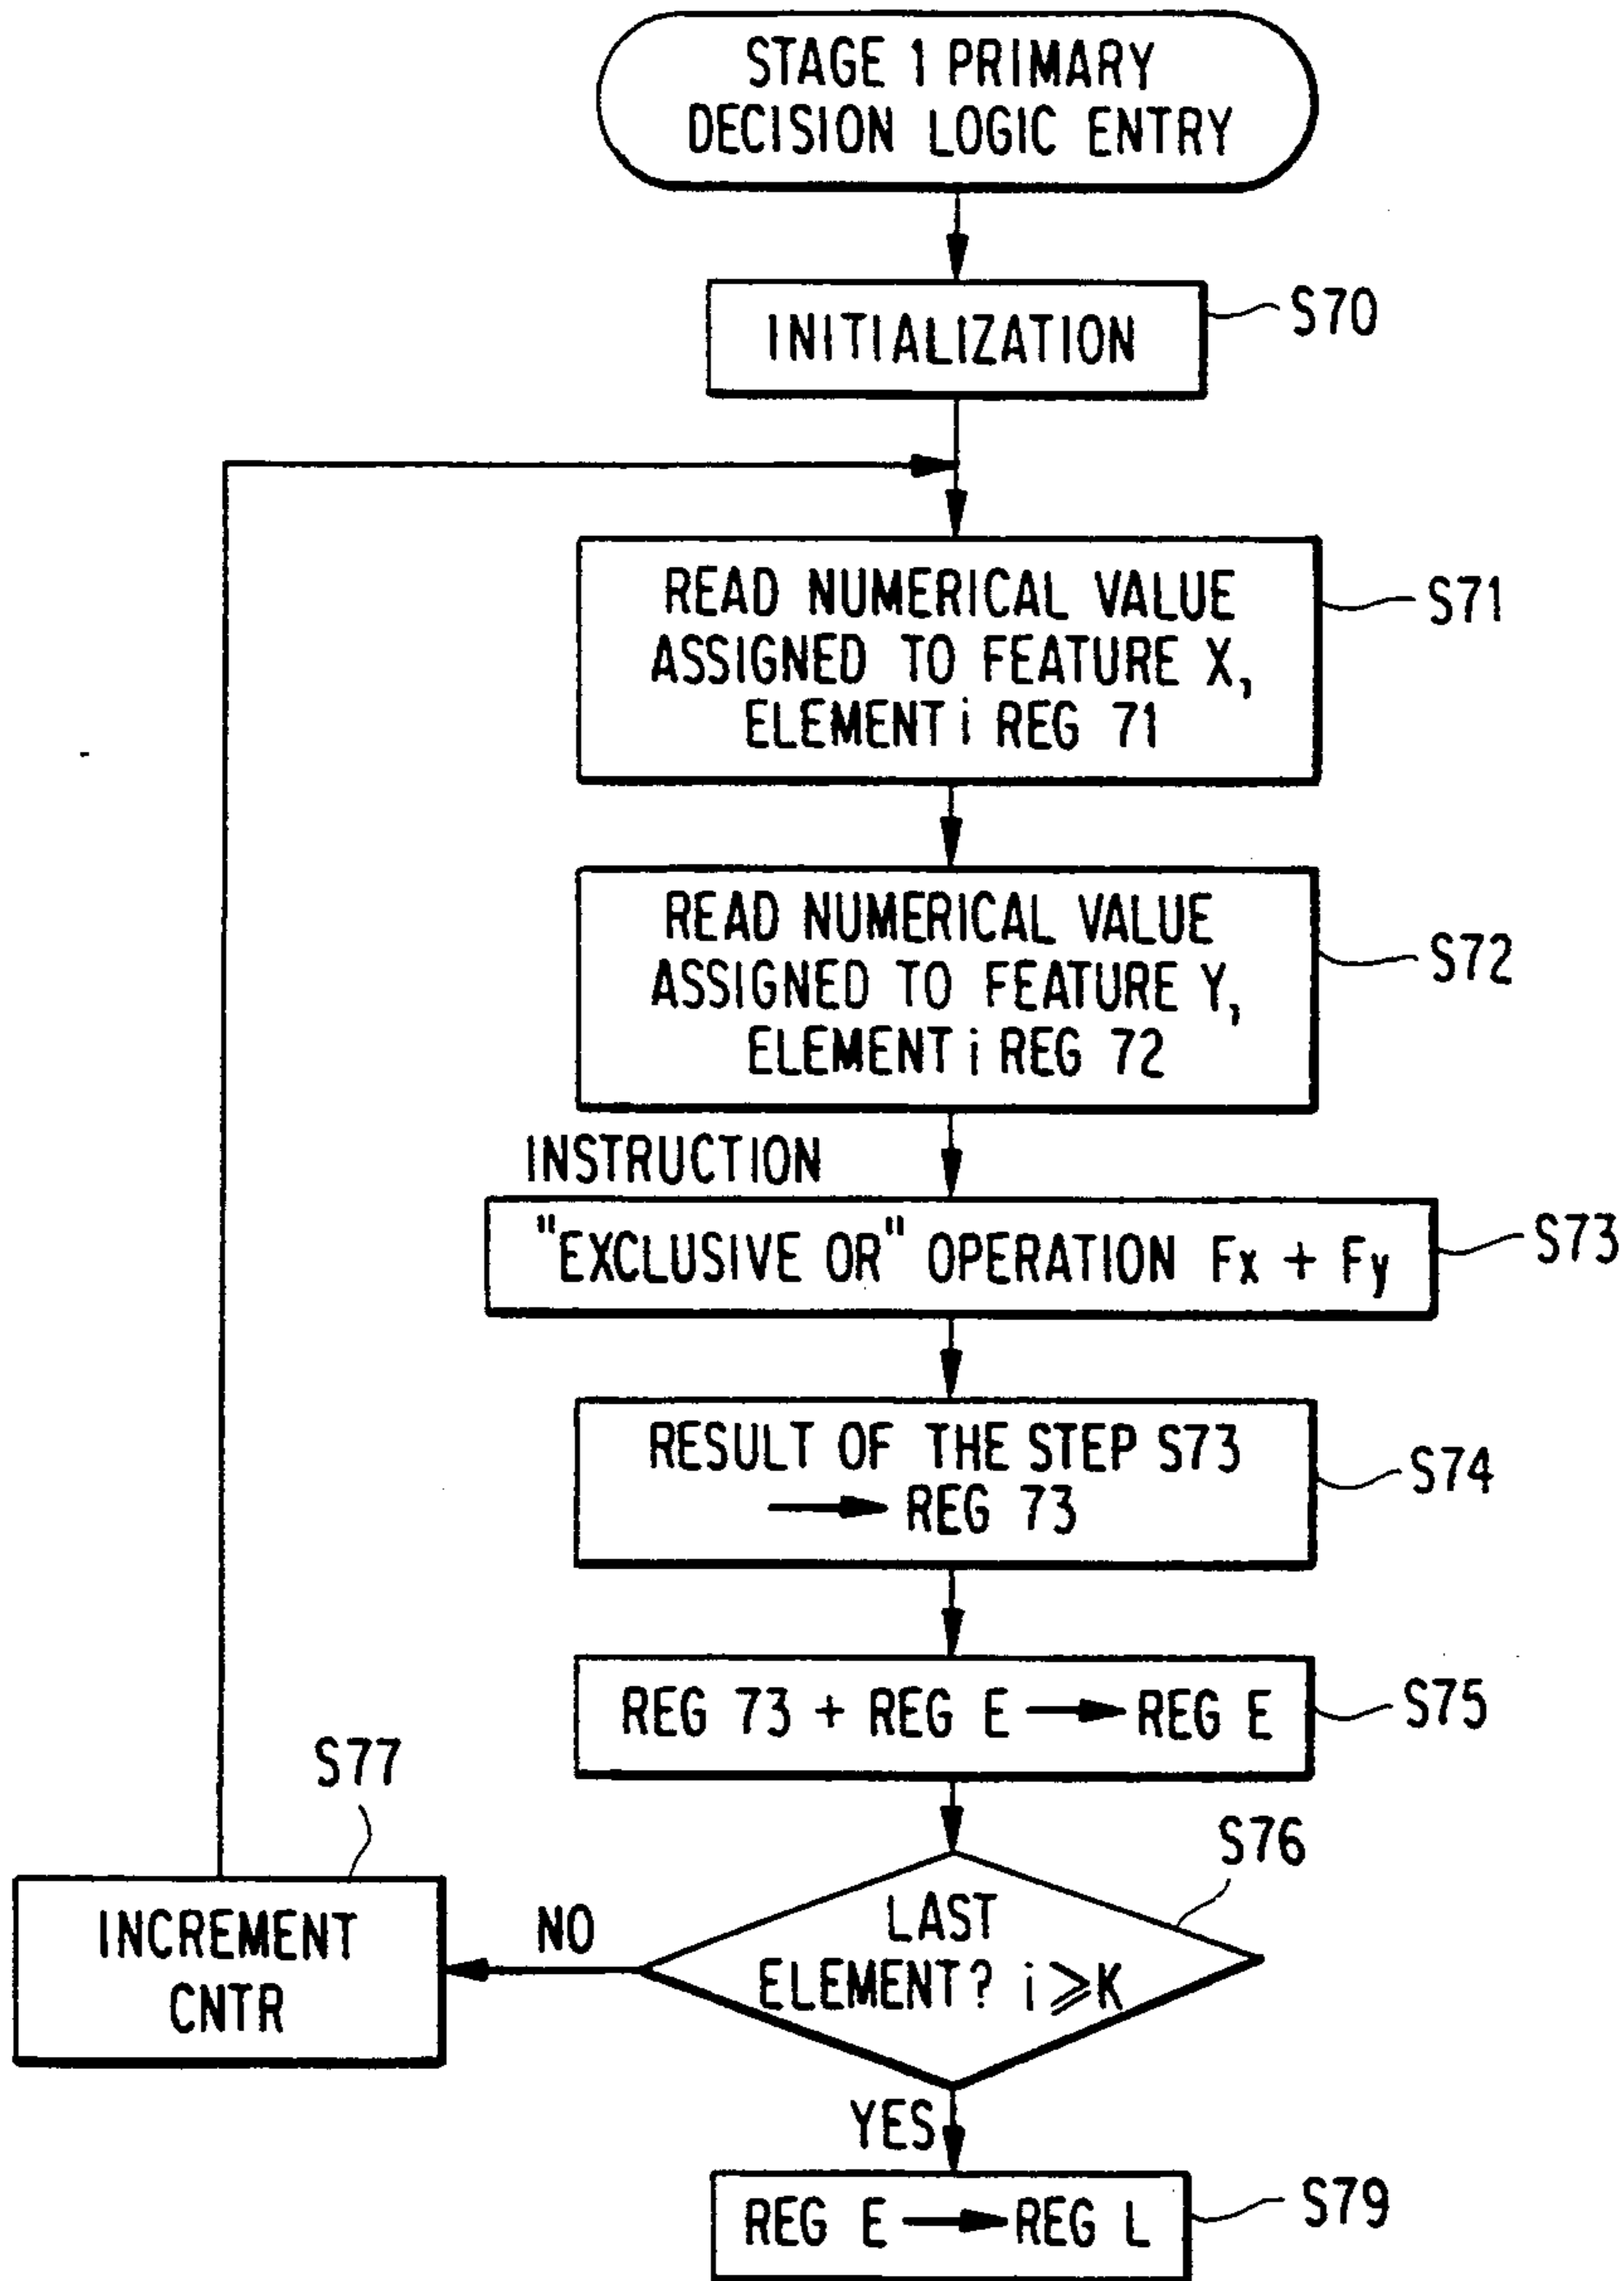 STAGE 1 PRIMARY
DECISION LOGIC ENTRY
INITIALIZATION
S70
READ NUMERICAL VALUE
ASSIGNED TO FEATURE X,
ELEMENT i REG 71
S71
READ NUMERICAL VALUE
ASSIGNED TO FEATURE Y,
ELEMENT i REG 72
S72
INSTRUCTION
"EXCLUSIVE OR" OPERATION Fx + Fy
S73
RESULT OF THE STEP S73
→ REG 73
S74
REG 73 + REG E → REG E
S75
S76
LAST
ELEMENT? i ⩾ K
NO
S77
INCREMENT
CNTR
YES
REG E → REG L
S79